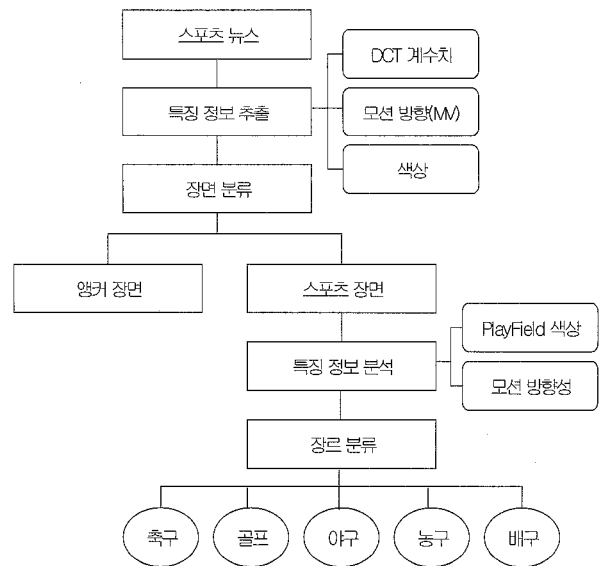 스포츠 뉴스
DCT 계수치
특징 정보 추출
모션 방향(MV)
색상
장면 분류
앵커 장면
스포츠 장면
PlayField 색상
특징 정보 분석
모션 방향성
장르 분류
축구
골프
야구
농구
배구